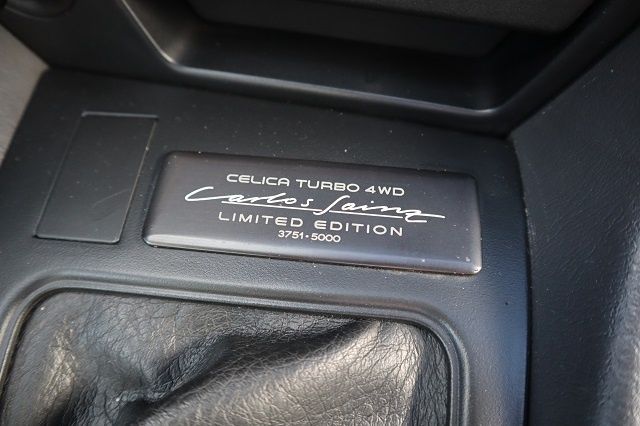 CELICA TURBO 4WD
Carlos Sainz
LIMITED EDITION
3751·5000